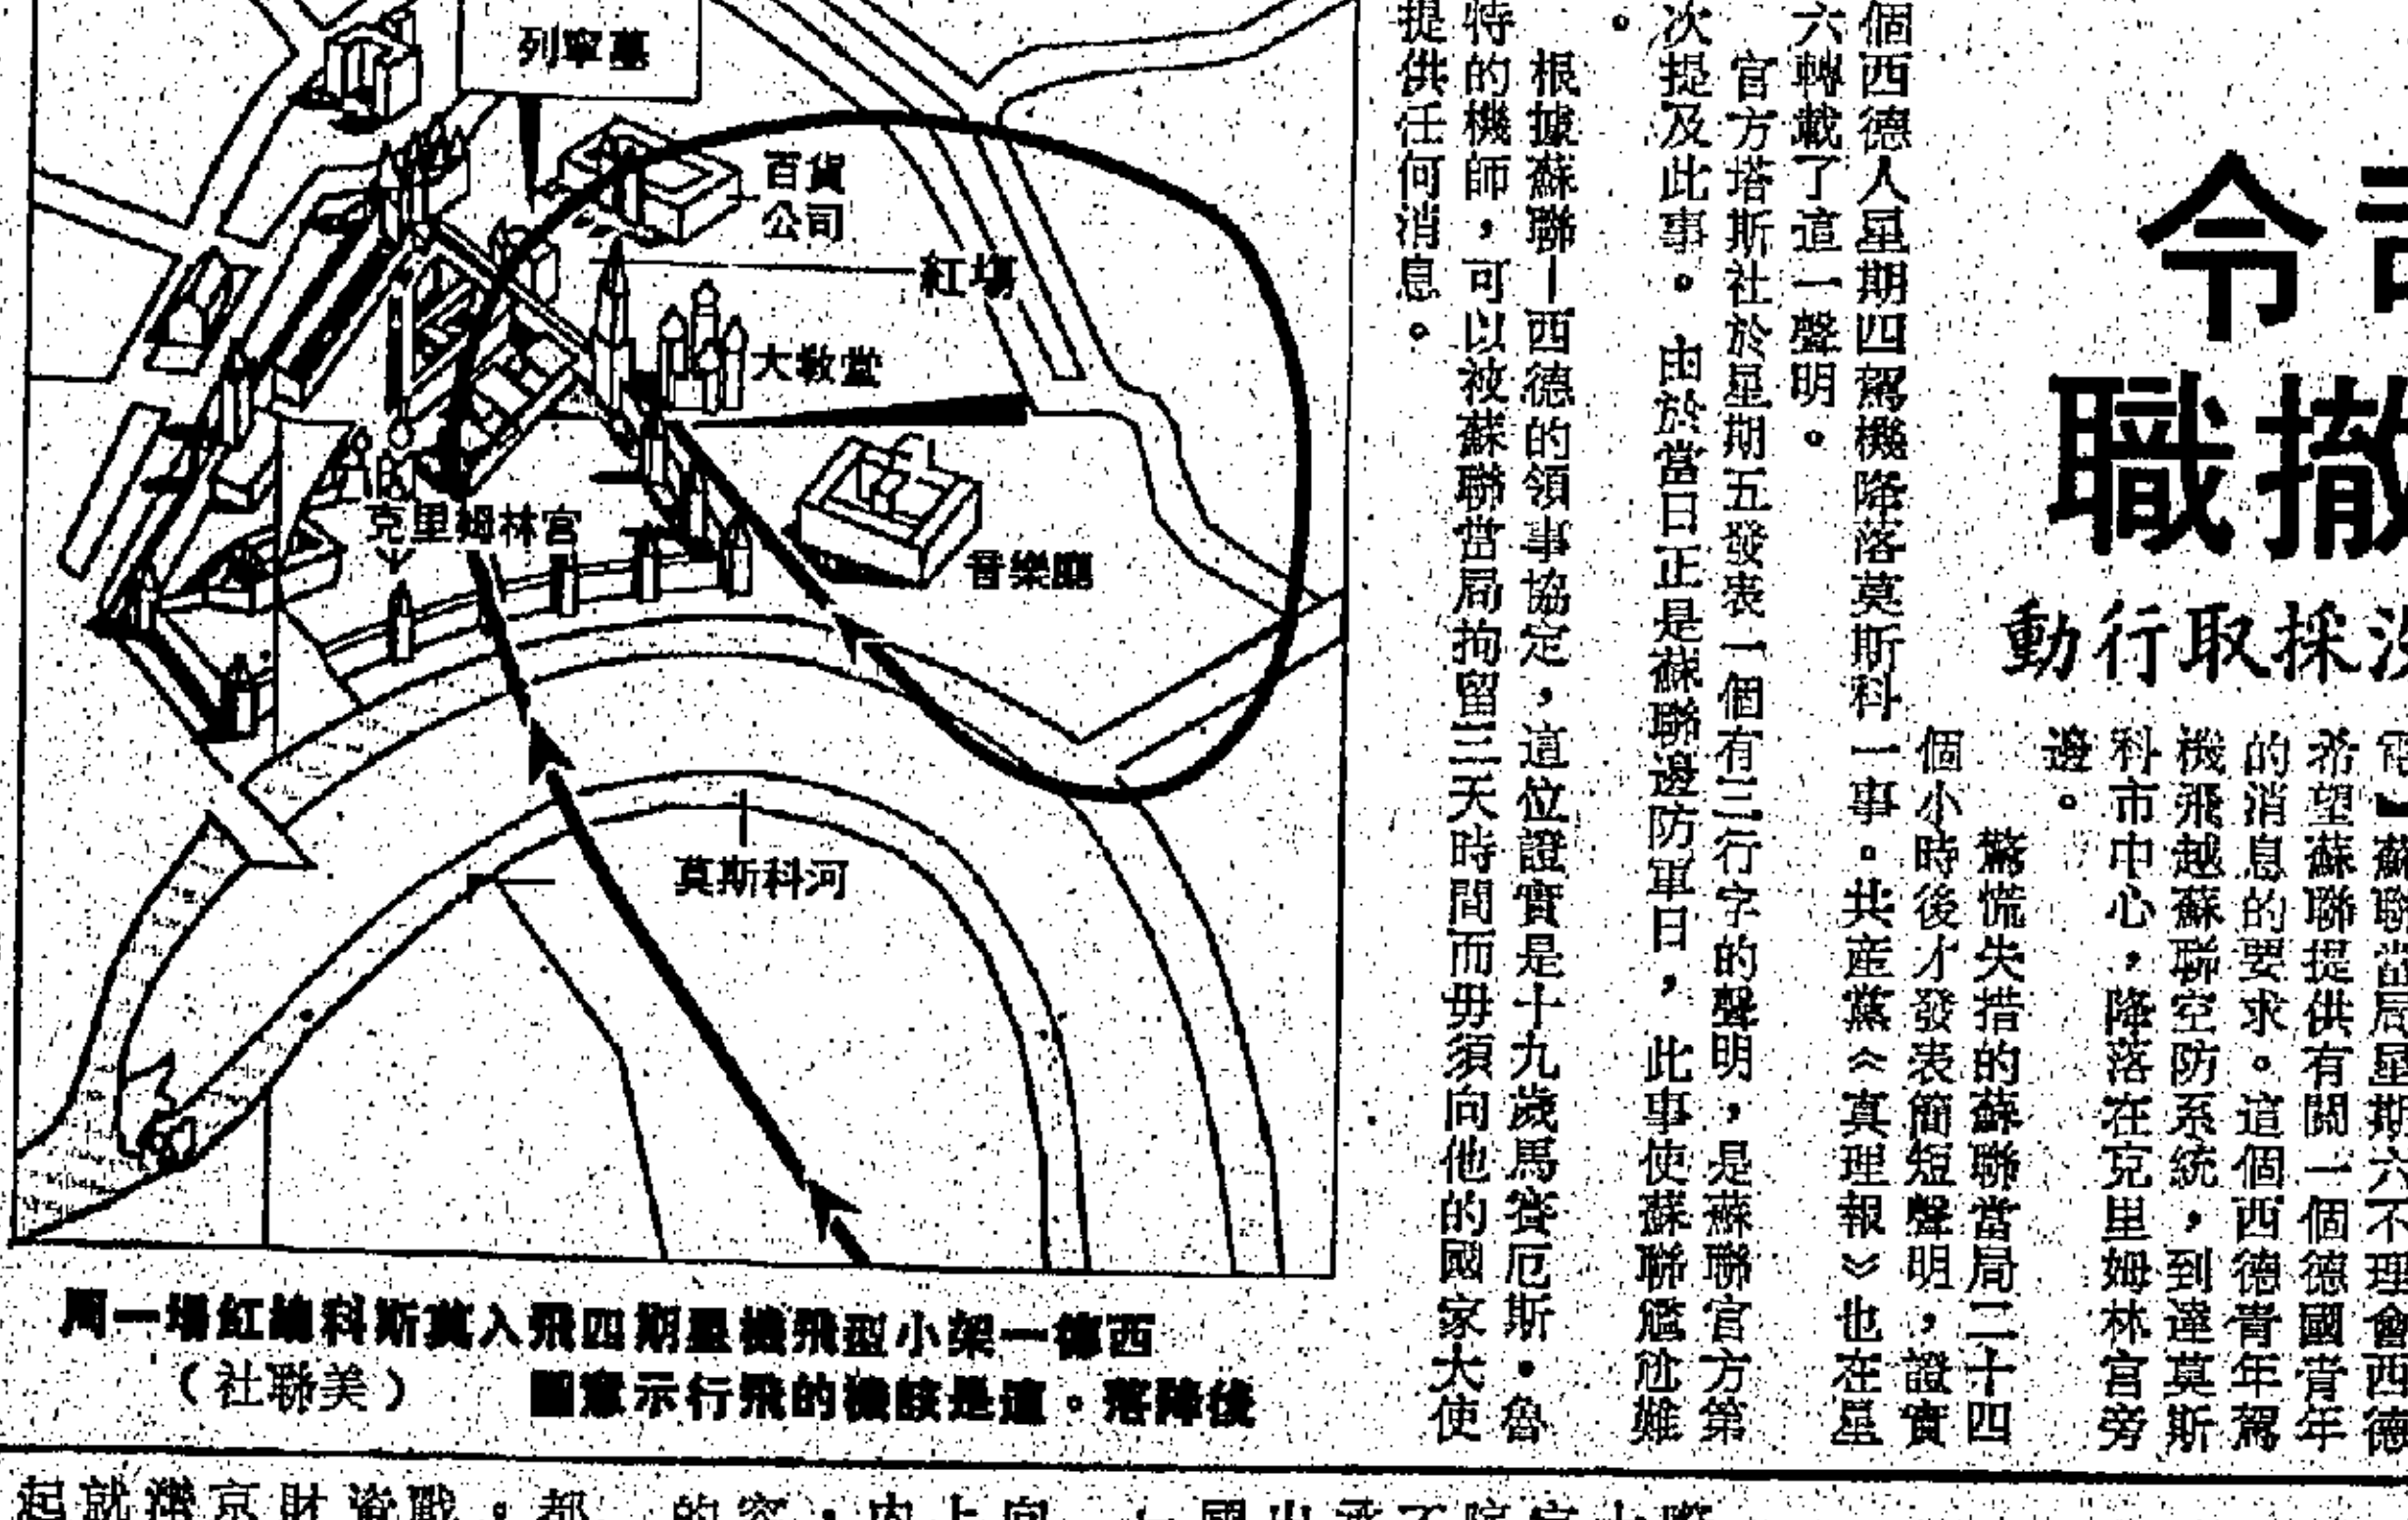 令
職撤
動行取採
希望蘇聯提供有關一個德國青年
的消息的要求。這個西德青年駕
機飛越蘇聯空防系統，到達莫斯
科市中心，降落在克里姆林宮旁
邊。
驚慌失措的蘇聯當局二十四
個小時後才發表簡短聲明，證實
個西德人星期四駕機降落莫斯科一事。共産黨《真理報》也在星
六轉載了這一聲明。
官方塔斯社於星期五發表一個有三行字的聲明，是蘇聯官方第
次提及此事。由於當日正是蘇聯邊防軍日，此事使蘇聯尷尬難
。
根據蘇聯－西德的領事協定，這位證實是十九歲馬賽厄斯・魯
特的機師，可以被蘇聯當局拘留三天時間而毋須向他的國家大使
提供任何消息。
列寧墓
百貨
公司
紅場
大教堂
克里姆林宮
音樂廳
莫斯科河
西德一架小型飛機星期四飛入莫斯科繞紅場一周
後降落。這是該機的飛行示意圖
（美聯社）